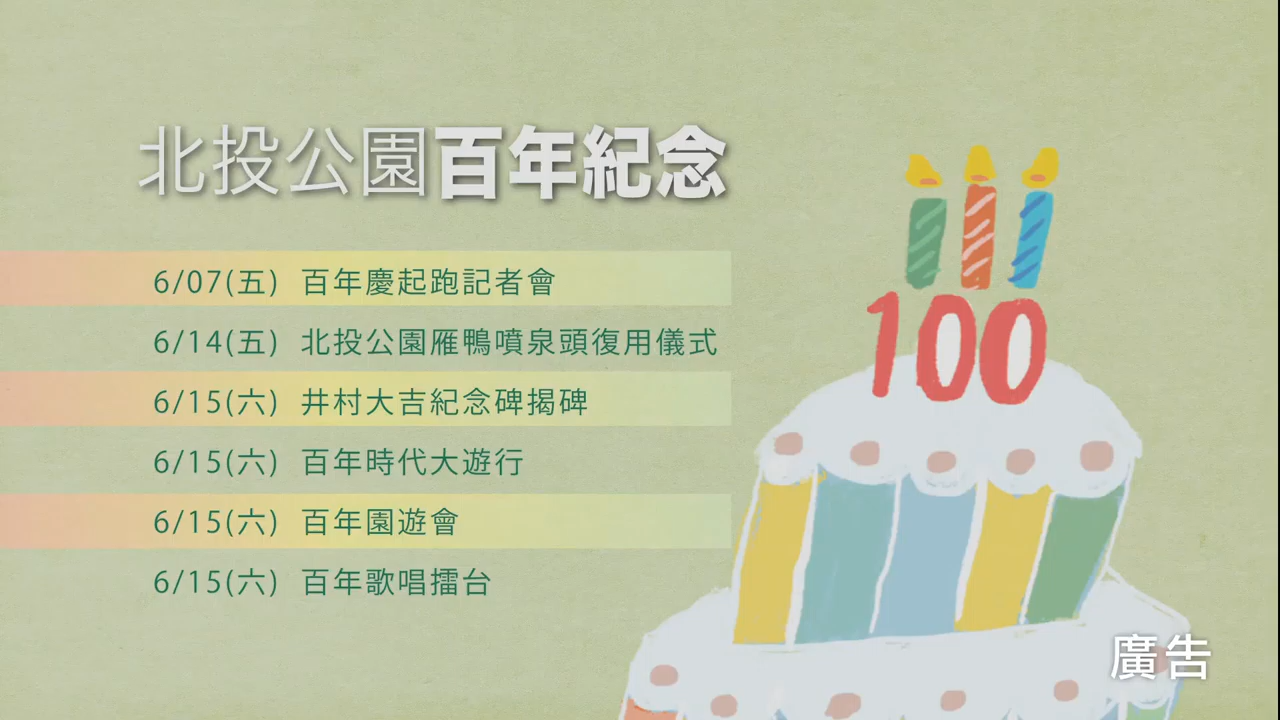 北投公園百年紀念
6/07(五) 百年慶起跑記者會
6/14(五) 北投公園雁鴨噴泉頭復用儀式
6/15(六) 井村大吉紀念碑揭碑
6/15(六) 百年時代大遊行
6/15(六) 百年園遊會
6/15(六) 百年歌唱擂台
100
廣告